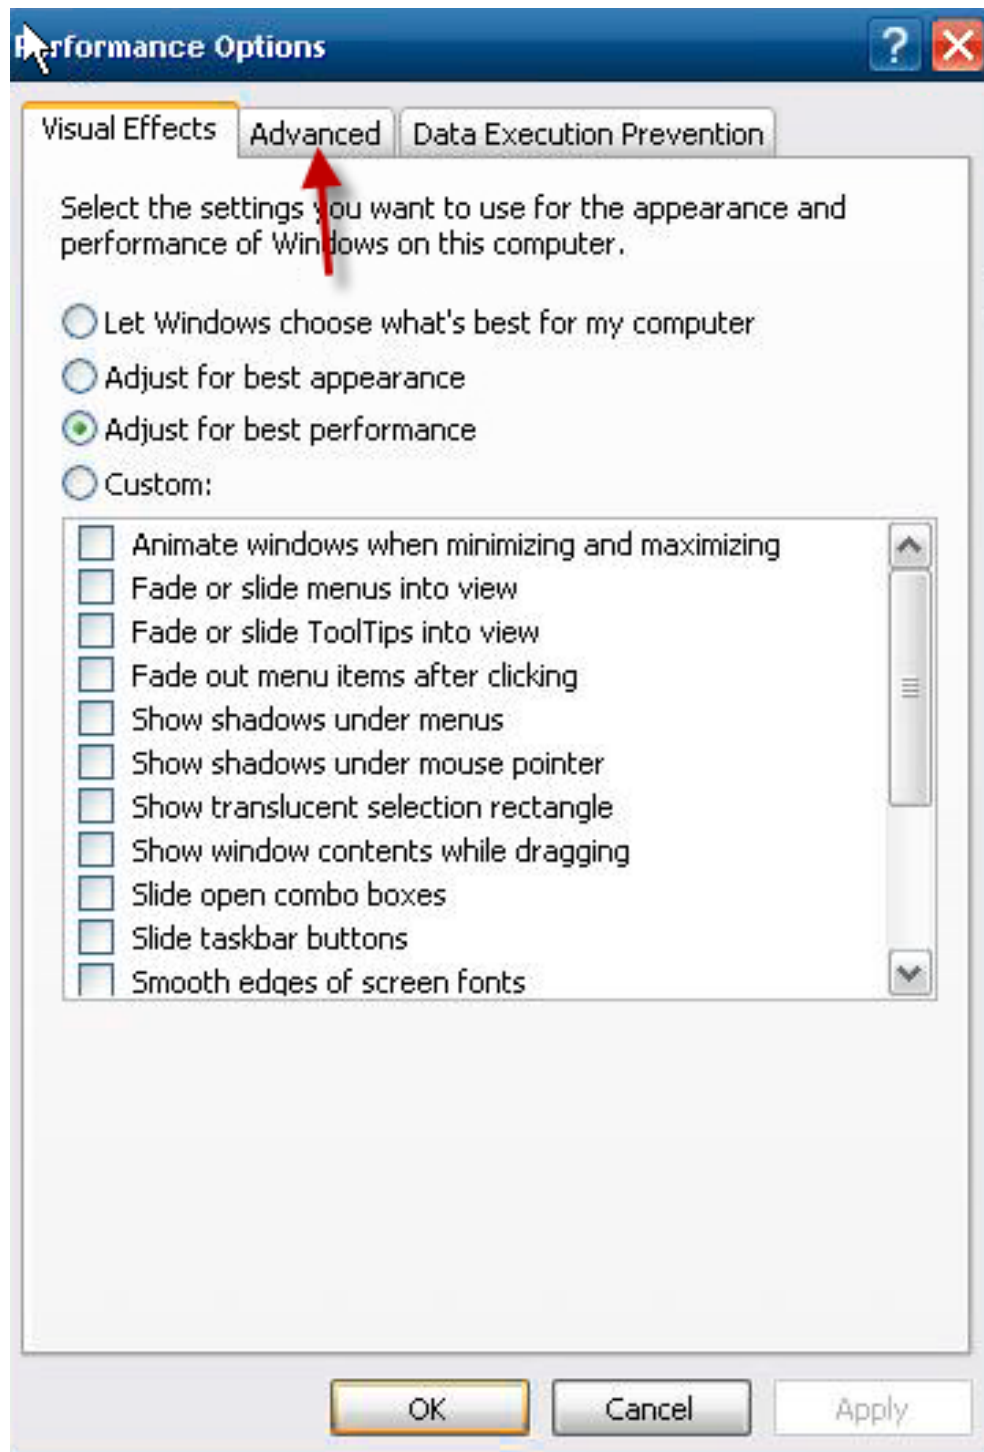 Performance Options
?
Visual Effects
Advanced
Data Execution Prevention
Select the settings you want to use for the appearance and
performance of Windows on this computer.
Let Windows choose what's best for my computer
Adjust for best appearance
Adjust for best performance
Custom:
Animate windows when minimizing and maximizing
Fade or slide menus into view
Fade or slide ToolTips into view
Fade out menu items after clicking
Show shadows under menus
Show shadows under mouse pointer
Show translucent selection rectangle
Show window contents while dragging
Slide open combo boxes
Slide taskbar buttons
Smooth edges of screen fonts
OK
Cancel
Apply